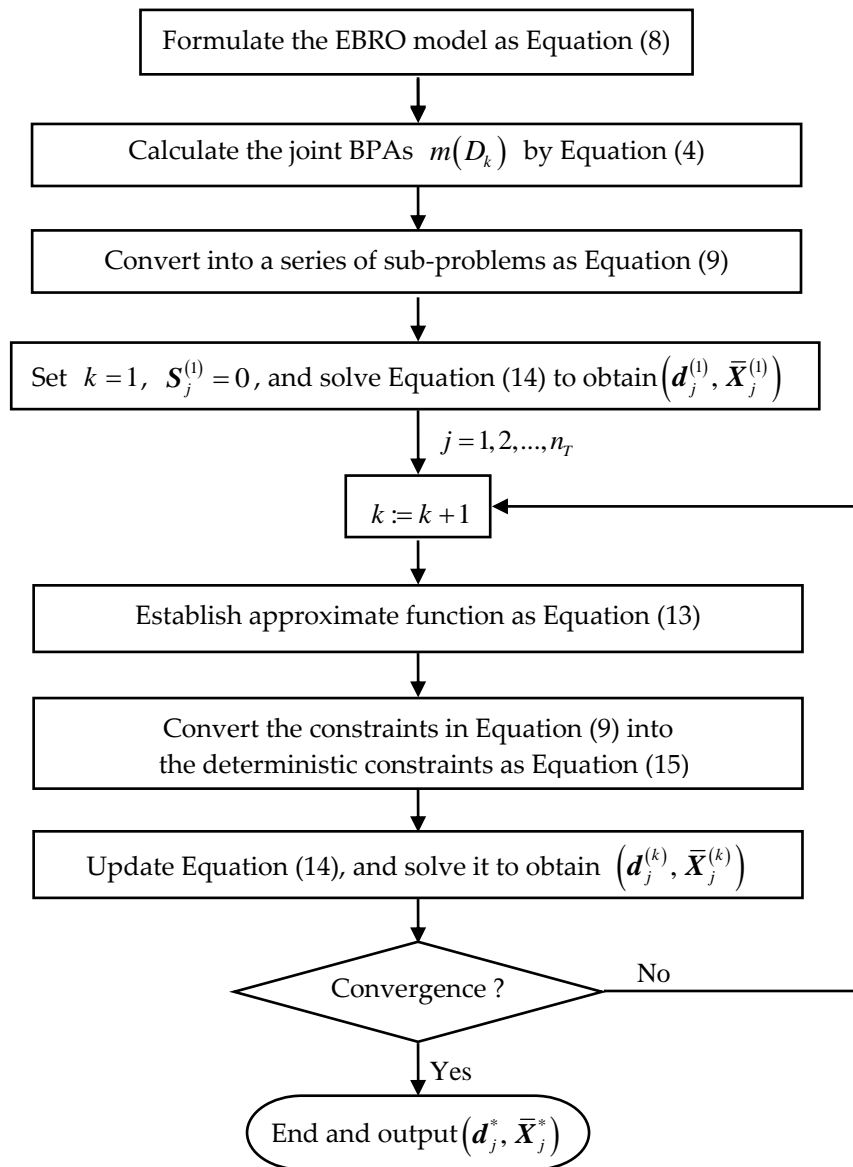 Formulate the EBRO model as Equation (8)
Calculate the joint BPAs m(D_k) by Equation (4)
Convert into a series of sub-problems as Equation (9)
Set k = 1, S_j^{(1)} = 0, and solve Equation (14) to obtain (d_j^{(1)}, X̄_j^{(1)})
j = 1, 2, ..., n_T
k := k + 1
Establish approximate function as Equation (13)
Convert the constraints in Equation (9) into
the deterministic constraints as Equation (15)
Update Equation (14), and solve it to obtain (d_j^{(k)}, X̄_j^{(k)})
Convergence ?
No
Yes
End and output (d_j^*, X̄_j^*)